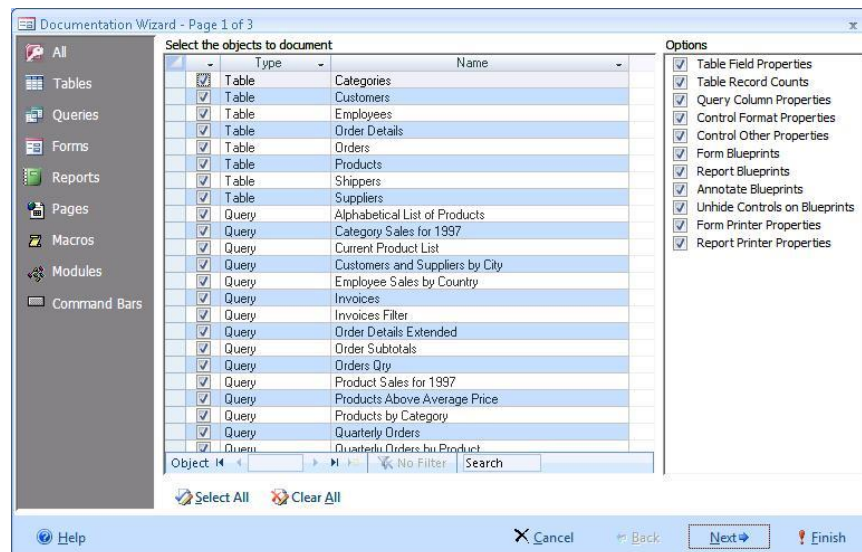 Documentation Wizard - Page 1 of 3
x
All
Tables
Queries
Forms
Reports
Pages
Macros
Modules
Command Bars
Select the objects to document
Type Name
Table Categories
Table Customers
Table Employees
Table Order Details
Table Orders
Table Products
Table Shippers
Table Suppliers
Query Alphabetical List of Products
Query Category Sales for 1997
Query Current Product List
Query Customers and Suppliers by City
Query Employee Sales by Country
Query Invoices
Query Invoices Filter
Query Order Details Extended
Query Order Subtotals
Query Orders Qry
Query Product Sales for 1997
Query Products Above Average Price
Query Products by Category
Query Quarterly Orders
Query Quarterly Orders by Product
Object No Filter Search
Select All Clear All
Options
Table Field Properties
Table Record Counts
Query Column Properties
Control Format Properties
Control Other Properties
Form Blueprints
Report Blueprints
Annotate Blueprints
Unhide Controls on Blueprints
Form Printer Properties
Report Printer Properties
Help Cancel Back Next Finish